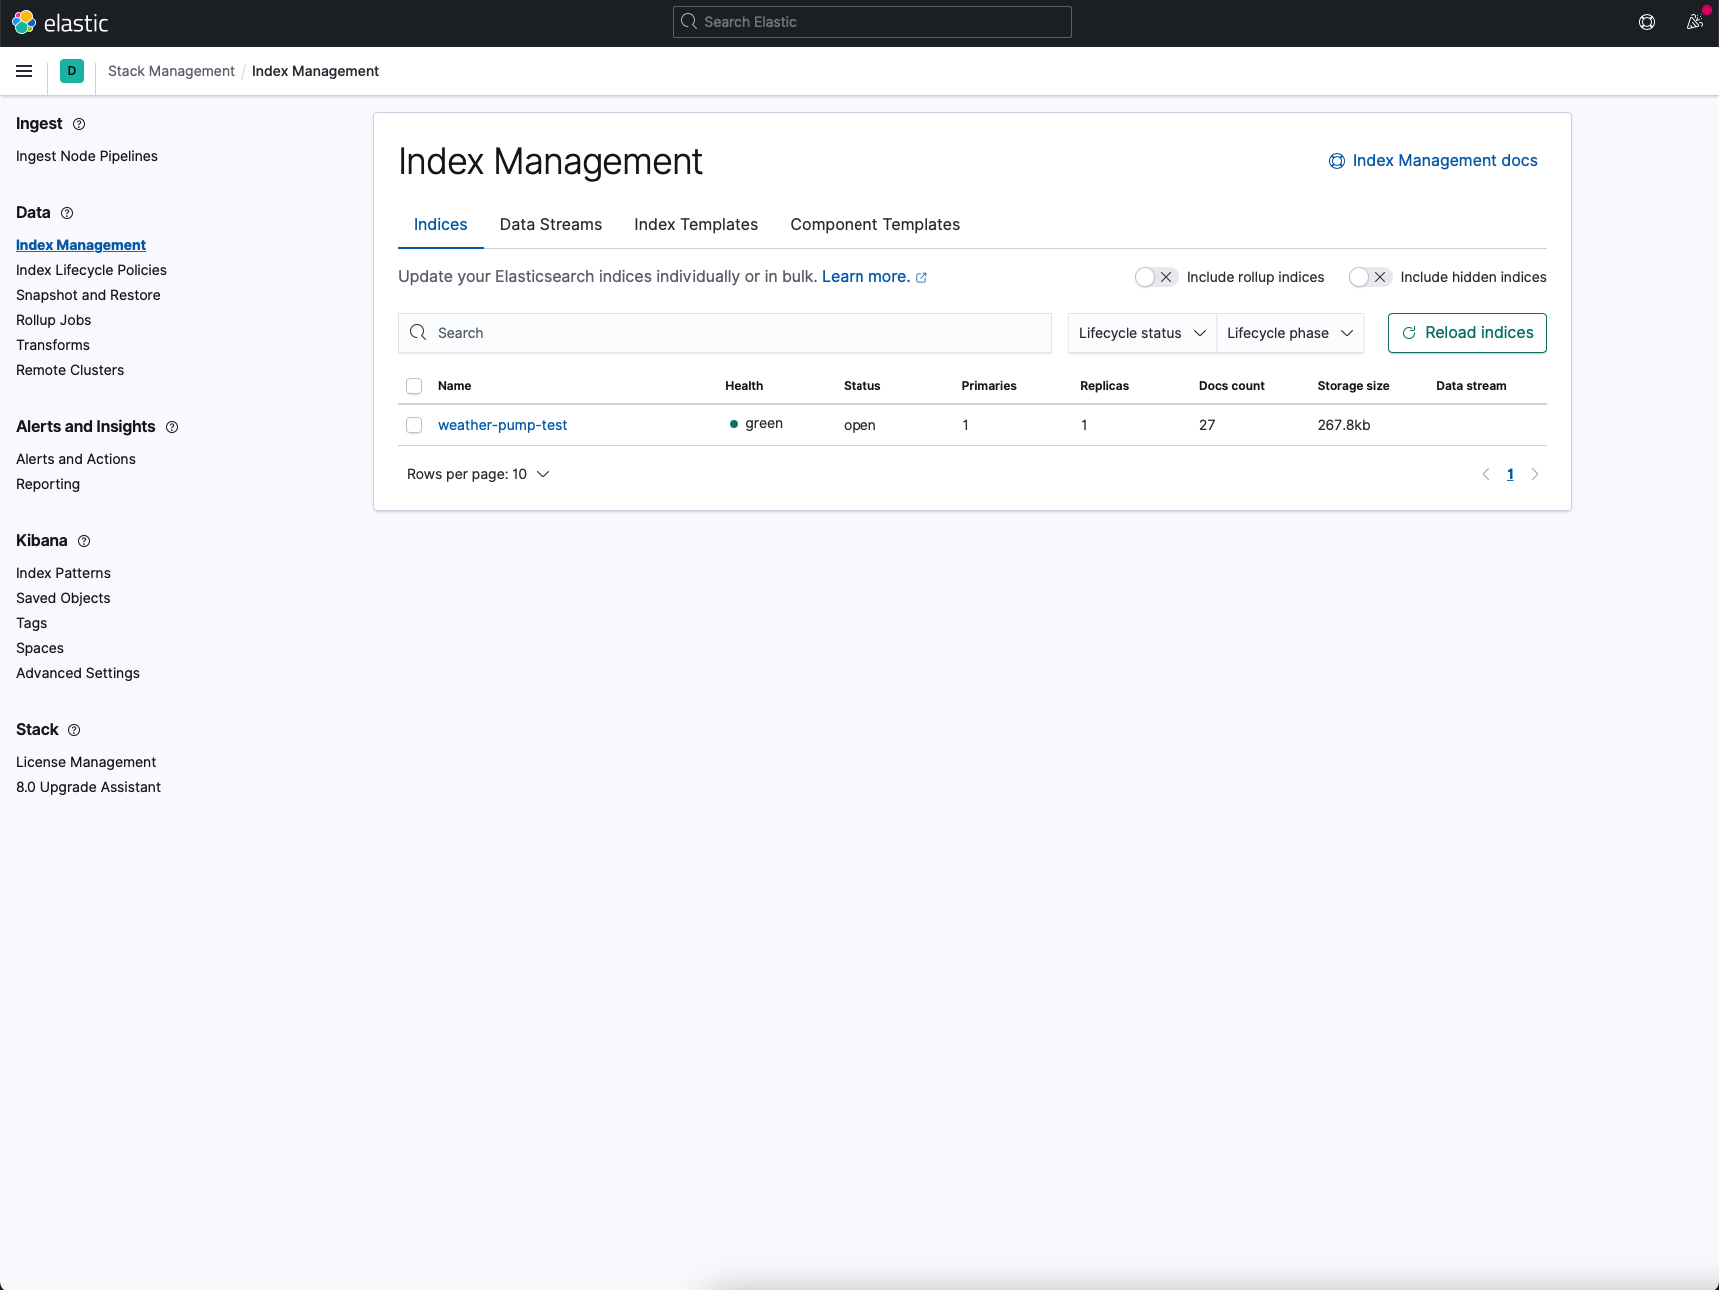 elastic
Search Elastic
D
Stack Management / Index Management
Ingest
Ingest Node Pipelines
Data
Index Management
Index Lifecycle Policies
Snapshot and Restore
Rollup Jobs
Transforms
Remote Clusters
Alerts and Insights
Alerts and Actions
Reporting
Kibana
Index Patterns
Saved Objects
Tags
Spaces
Advanced Settings
Stack
License Management
8.0 Upgrade Assistant
Index Management
Index Management docs
Indices Data Streams Index Templates Component Templates
Update your Elasticsearch indices individually or in bulk. Learn more.
Include rollup indices Include hidden indices
Search Lifecycle status Lifecycle phase Reload indices
Name Health Status Primaries Replicas Docs count Storage size Data stream
weather-pump-test green open 1 1 27 267.8kb
Rows per page: 10 1